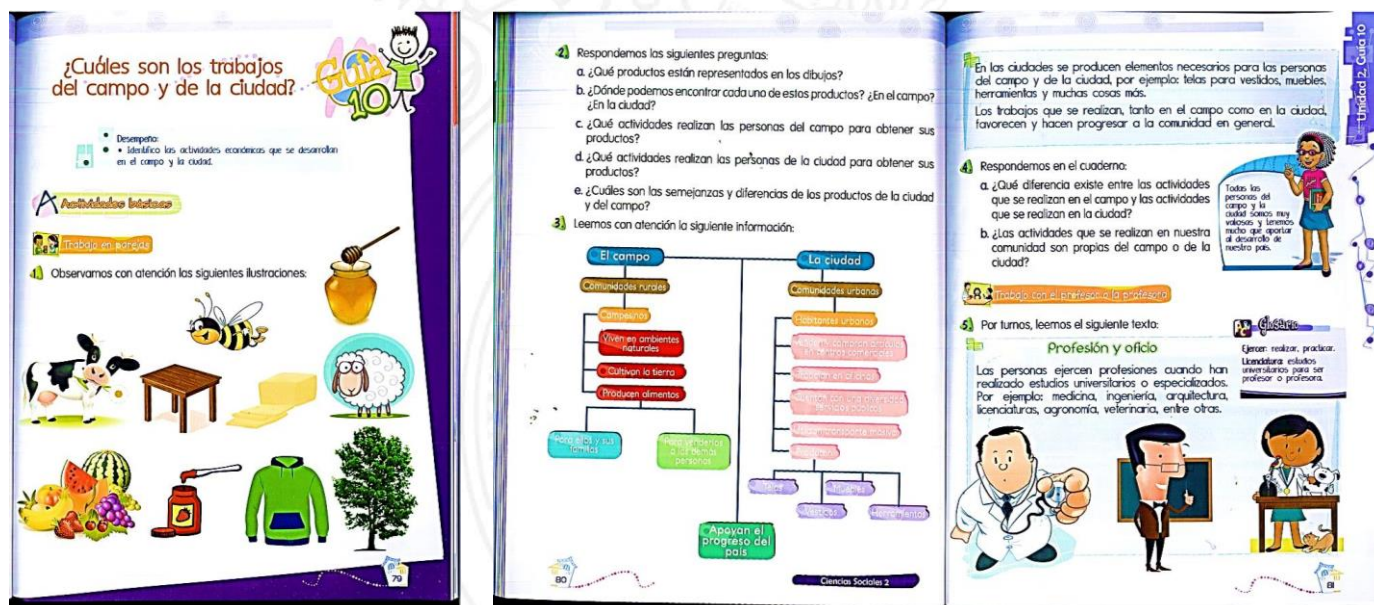 ¿Cuáles son los trabajos
del campo y de la ciudad?
Guía
10
Desempeño:
• Identifico las actividades económicas que se desarrollan
en el campo y la ciudad.
A Actividades básicas
Trabajo en parejas
1. Observamos con atención las siguientes ilustraciones:
79
2. Respondemos las siguientes preguntas:
a. ¿Qué productos están representados en los dibujos?
b. ¿Dónde podemos encontrar cada uno de estos productos? ¿En el campo?
¿En la ciudad?
c. ¿Qué actividades realizan las personas del campo para obtener sus
productos?
d. ¿Qué actividades realizan las personas de la ciudad para obtener sus
productos?
e. ¿Cuáles son las semejanzas y diferencias de los productos de la ciudad
y del campo?
3. Leemos con atención la siguiente información:
El campo
La ciudad
Comunidades rurales
Comunidades urbanas
Campesinos
Habitantes urbanos
Viven en ambientes
naturales
en centros comerciales
Cultivan la tierra
Producen alimentos
Para ellos y sus
familias
Para venderlos
a las demás
personas
Telas
Muebles
Vestidos
Herramientas
Apoyan el
progreso del
país
80
Ciencias Sociales 2
Unidad 2, Guía 10
En las ciudades se producen elementos necesarios para las personas
del campo y de la ciudad, por ejemplo: telas para vestidos, muebles,
herramientas y muchas cosas más.
Los trabajos que se realizan, tanto en el campo como en la ciudad,
favorecen y hacen progresar a la comunidad en general.
4. Respondemos en el cuaderno:
a. ¿Qué diferencia existe entre las actividades
que se realizan en el campo y las actividades
que se realizan en la ciudad?
b. ¿Las actividades que se realizan en nuestra
comunidad son propias del campo o de la
ciudad?
Todas las
personas del
campo y la
ciudad somos muy
valiosas y tenemos
mucho que aportar
al desarrollo de
nuestro país.
Trabajo con el profesor o la profesora
5. Por turnos, leemos el siguiente texto:
Profesión y oficio
Las personas ejercen profesiones cuando han
realizado estudios universitarios o especializados.
Por ejemplo: medicina, ingeniería, arquitectura,
licenciaturas, agronomía, veterinaria, entre otras.
Glosario
Ejercer: realizar, practicar.
Licenciatura: estudios
universitarios para ser
profesor o profesora.
81